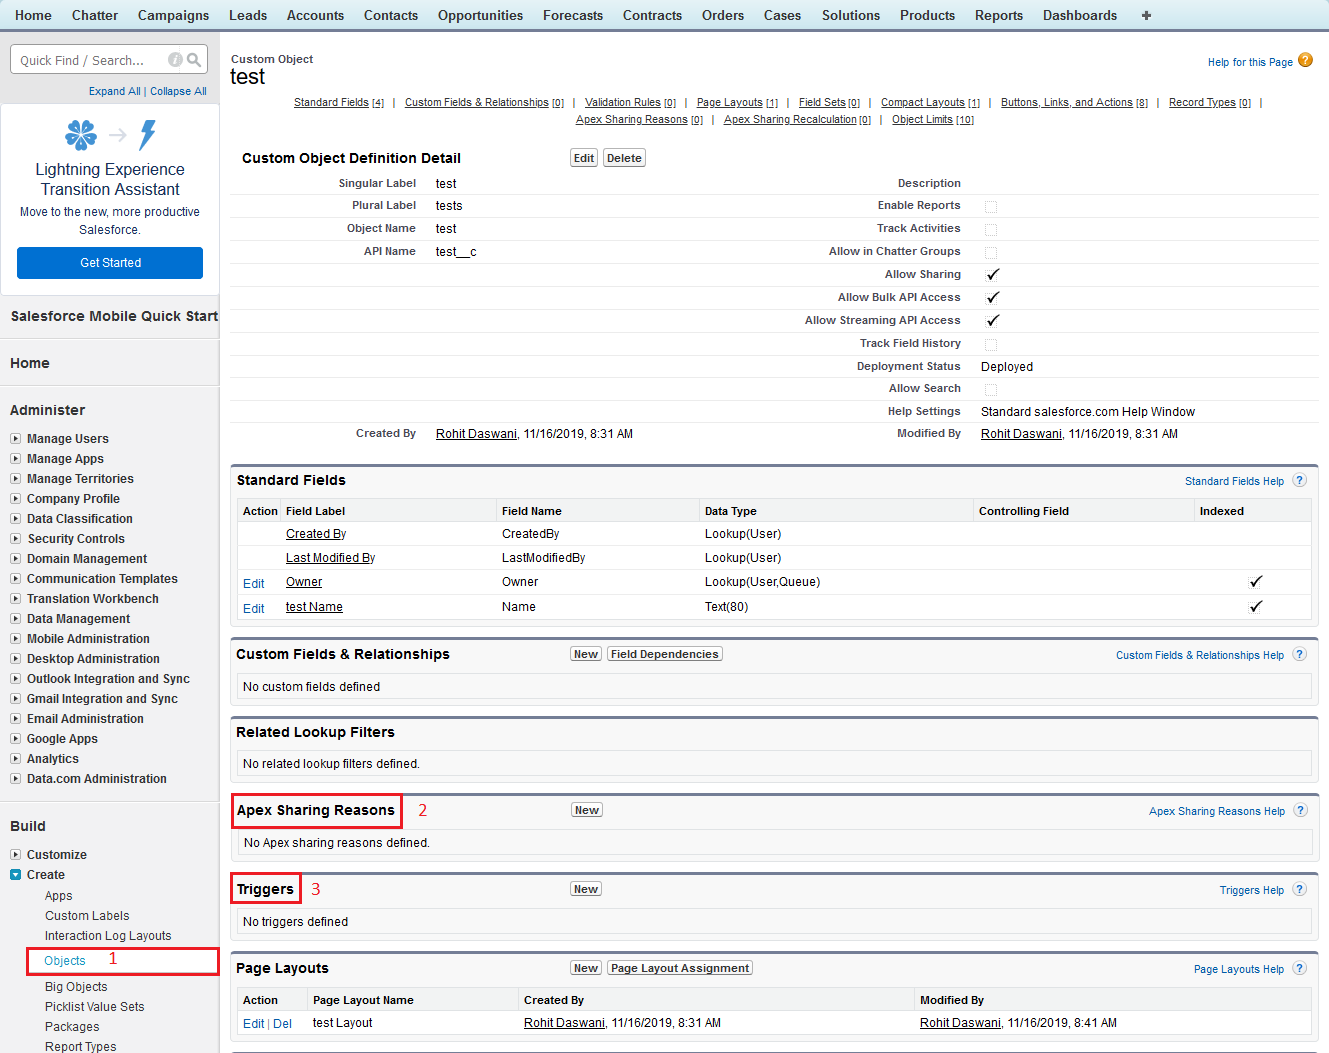 Home Chatter Campaigns Leads Accounts Contacts Opportunities Forecasts Contracts Orders Cases Solutions Products Reports Dashboards +
Quick Find / Search...
Expand All | Collapse All
Lightning Experience
Transition Assistant
Move to the new, more productive
Salesforce.
Get Started
Salesforce Mobile Quick Start
Home
Administer
Manage Users
Manage Apps
Manage Territories
Company Profile
Data Classification
Security Controls
Domain Management
Communication Templates
Translation Workbench
Data Management
Mobile Administration
Desktop Administration
Outlook Integration and Sync
Gmail Integration and Sync
Email Administration
Google Apps
Analytics
Data.com Administration
Build
Customize
Create
Apps
Custom Labels
Interaction Log Layouts
Objects 1
Big Objects
Picklist Value Sets
Packages
Report Types
Custom Object
test
Help for this Page ?
Standard Fields [4] | Custom Fields & Relationships [0] | Validation Rules [0] | Page Layouts [1] | Field Sets [0] | Compact Layouts [1] | Buttons, Links, and Actions [8] | Record Types [0] |
Apex Sharing Reasons [0] | Apex Sharing Recalculation [0] | Object Limits [10]
Custom Object Definition Detail Edit Delete
Singular Label test Description
Plural Label tests Enable Reports
Object Name test Track Activities
API Name test__c Allow in Chatter Groups
Allow Sharing
Allow Bulk API Access
Allow Streaming API Access
Track Field History
Deployment Status Deployed
Allow Search
Help Settings Standard salesforce.com Help Window
Created By Rohit Daswani, 11/16/2019, 8:31 AM Modified By Rohit Daswani, 11/16/2019, 8:31 AM
Standard Fields Standard Fields Help ?
Action Field Label Field Name Data Type Controlling Field Indexed
Created By CreatedBy Lookup(User)
Last Modified By LastModifiedBy Lookup(User)
Edit Owner Owner Lookup(User,Queue)
Edit test Name Name Text(80)
Custom Fields & Relationships New Field Dependencies Custom Fields & Relationships Help ?
No custom fields defined
Related Lookup Filters
No related lookup filters defined.
Apex Sharing Reasons 2 New Apex Sharing Reasons Help ?
No Apex sharing reasons defined.
Triggers 3 New Triggers Help ?
No triggers defined
Page Layouts New Page Layout Assignment Page Layouts Help ?
Action Page Layout Name Created By Modified By
Edit | Del test Layout Rohit Daswani, 11/16/2019, 8:31 AM Rohit Daswani, 11/16/2019, 8:41 AM